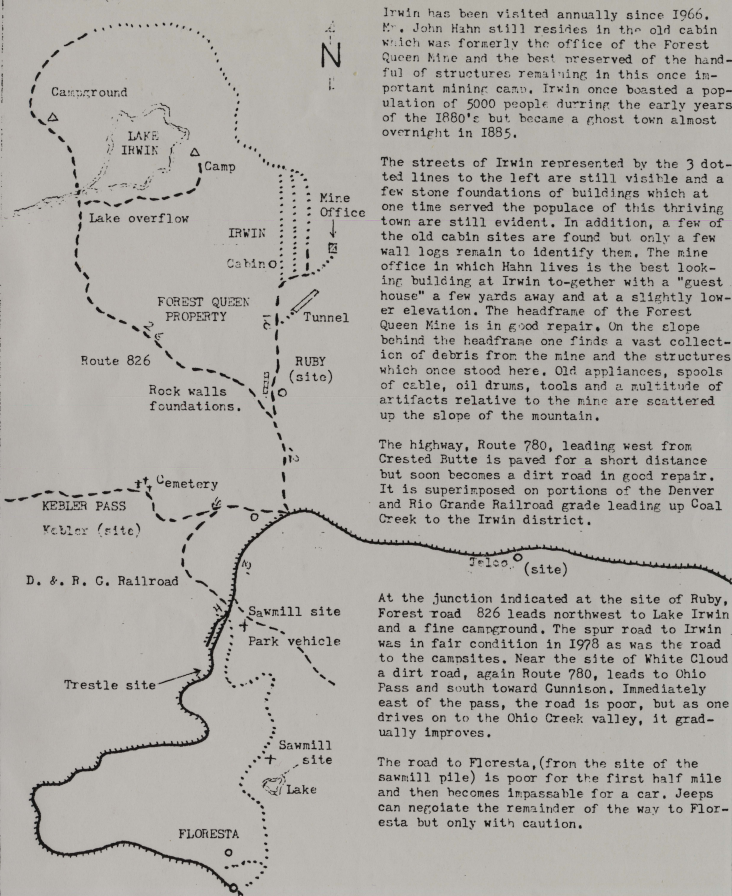 N
Campground
LAKE
IRWIN
Camp
Lake overflow
Mine
Office
IRWIN
Cabin
FOREST QUEEN
PROPERTY
Tunnel
Route 826
RUBY
(site)
Rock walls
foundations.
Cemetery
KEBLER PASS
Kebler (site)
D. & R. G. Railroad
Telco
(site)
Sawmill site
Park vehicle
Trestle site
Sawmill
site
Lake
FLORESTA
Irwin has been visited annually since 1966.
Mr. John Hahn still resides in the old cabin
which was formerly the office of the Forest
Queen Mine and the best preserved of the hand-
ful of structures remaining in this once im-
portant mining camp. Irwin once boasted a pop-
ulation of 5000 people durring the early years
of the 1880's but became a ghost town almost
overnight in 1885.
The streets of Irwin represented by the 3 dot-
ted lines to the left are still visible and a
few stone foundations of buildings which at
one time served the populace of this thriving
town are still evident. In addition, a few of
the old cabin sites are found but only a few
wall logs remain to identify them. The mine
office in which Hahn lives is the best look-
ing building at Irwin to-gether with a "guest
house" a few yards away and at a slightly low-
er elevation. The headframe of the Forest
Queen Mine is in good repair. On the slope
behind the headframe one finds a vast collect-
icn of debris from the mine and the structures
which once stood here. Old appliances, spools
of cable, oil drums, tools and a multitude of
artifacts relative to the mine are scattered
up the slope of the mountain.
The highway, Route 780, leading west from
Crested Butte is paved for a short distance
but soon becomes a dirt road in good repair.
It is superimposed on portions of the Denver
and Rio Grande Railroad grade leading up Coal
Creek to the Irwin district.
At the junction indicated at the site of Ruby,
Forest road 826 leads northwest to Lake Irwin
and a fine campground. The spur road to Irwin
was in fair condition in 1978 as was the road
to the campsites. Near the site of White Cloud
a dirt road, again Route 780, leads to Ohio
Pass and south toward Gunnison. Immediately
east of the pass, the road is poor, but as one
drives on to the Ohio Creek valley, it grad-
ually improves.
The road to Floresta,(from the site of the
sawmill pile) is poor for the first half mile
and then becomes impassable for a car. Jeeps
can negoiate the remainder of the way to Flor-
esta but only with caution.